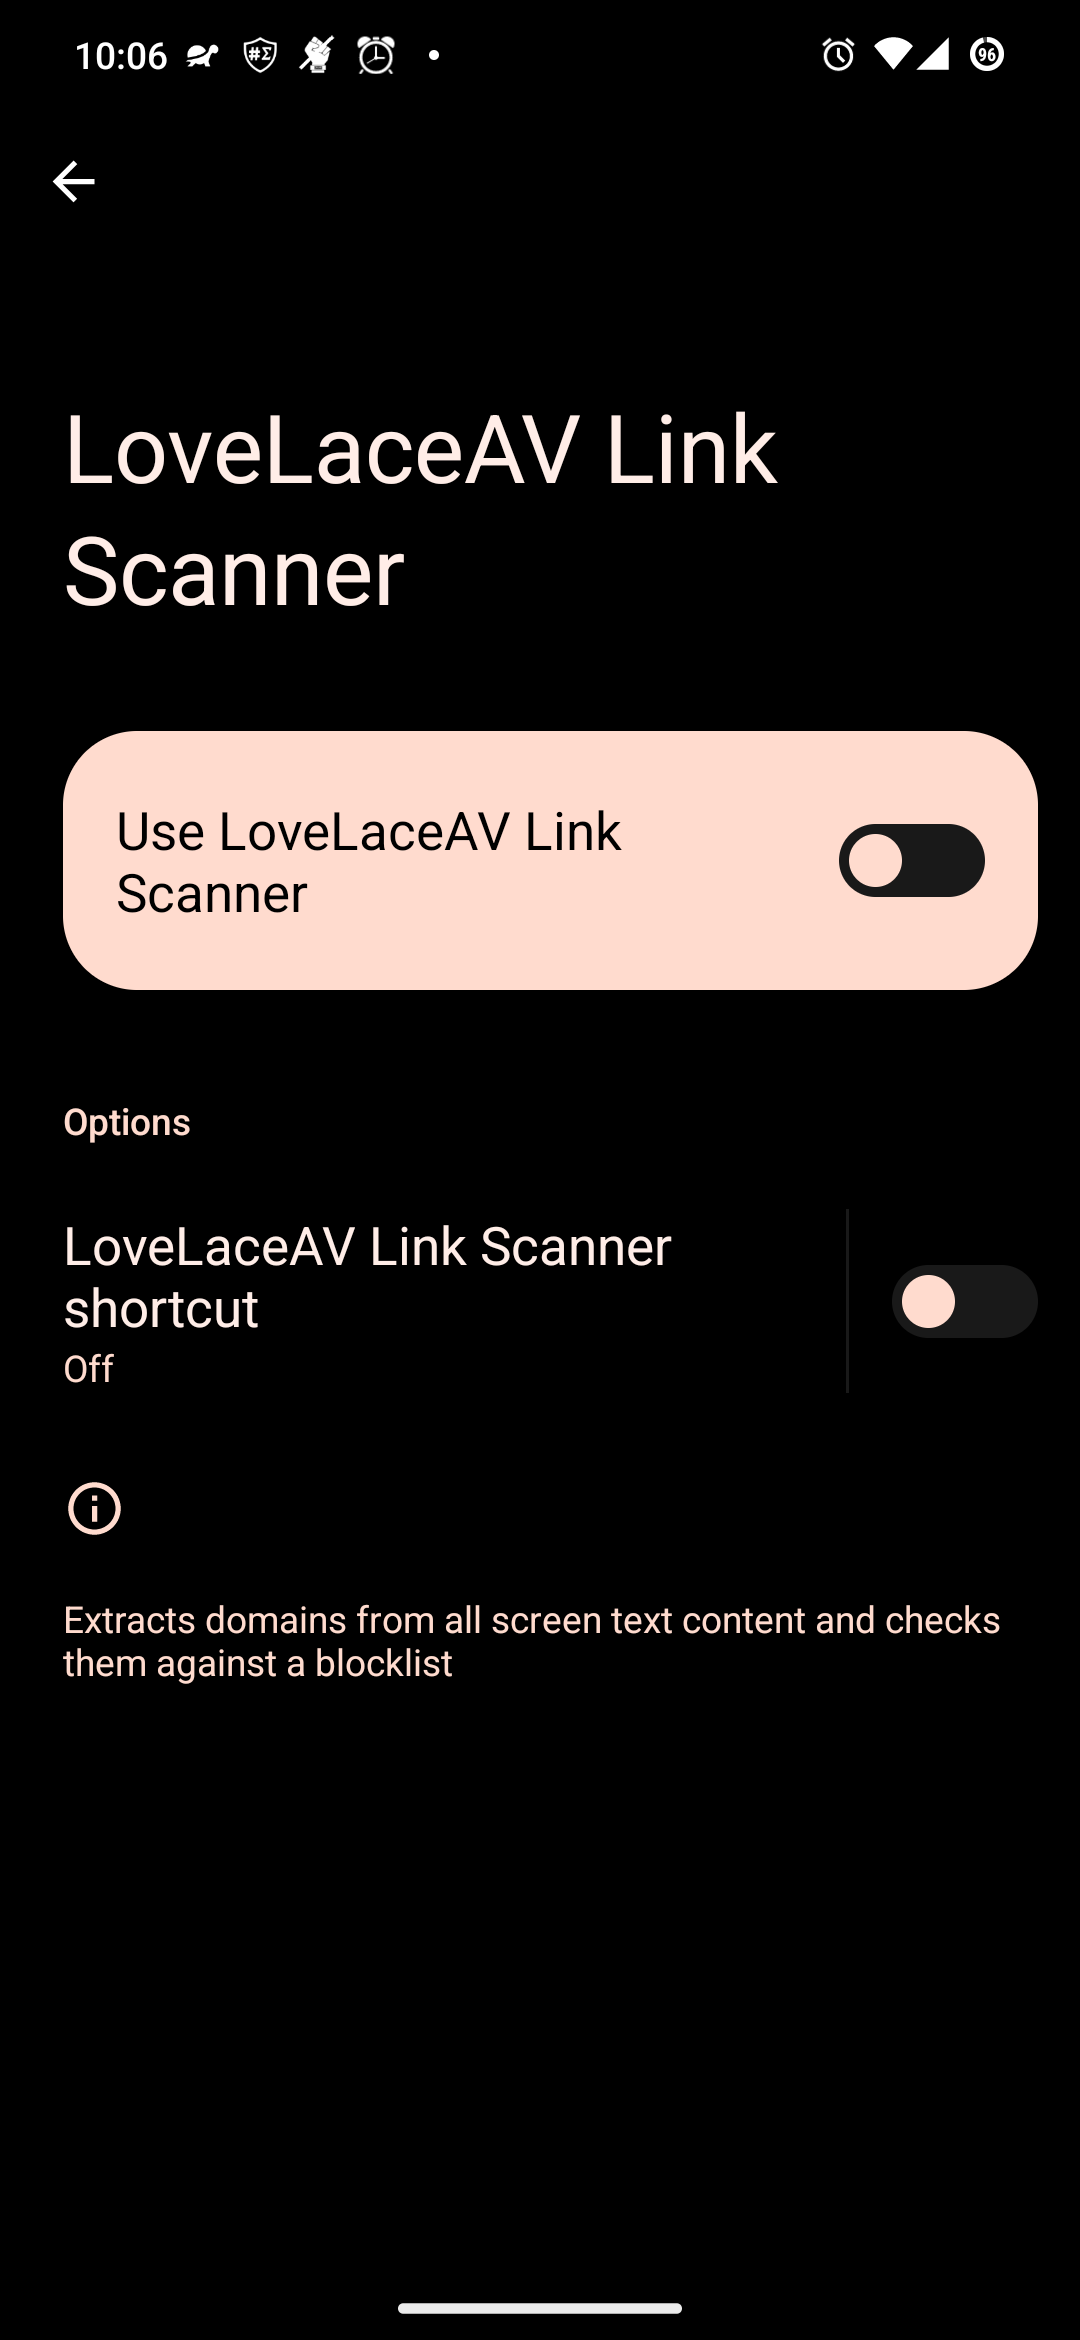 10:06
#Σ
96
LoveLaceAV Link
Scanner
Use LoveLaceAV Link
Scanner
Options
LoveLaceAV Link Scanner
shortcut
Off
Extracts domains from all screen text content and checks
them against a blocklist